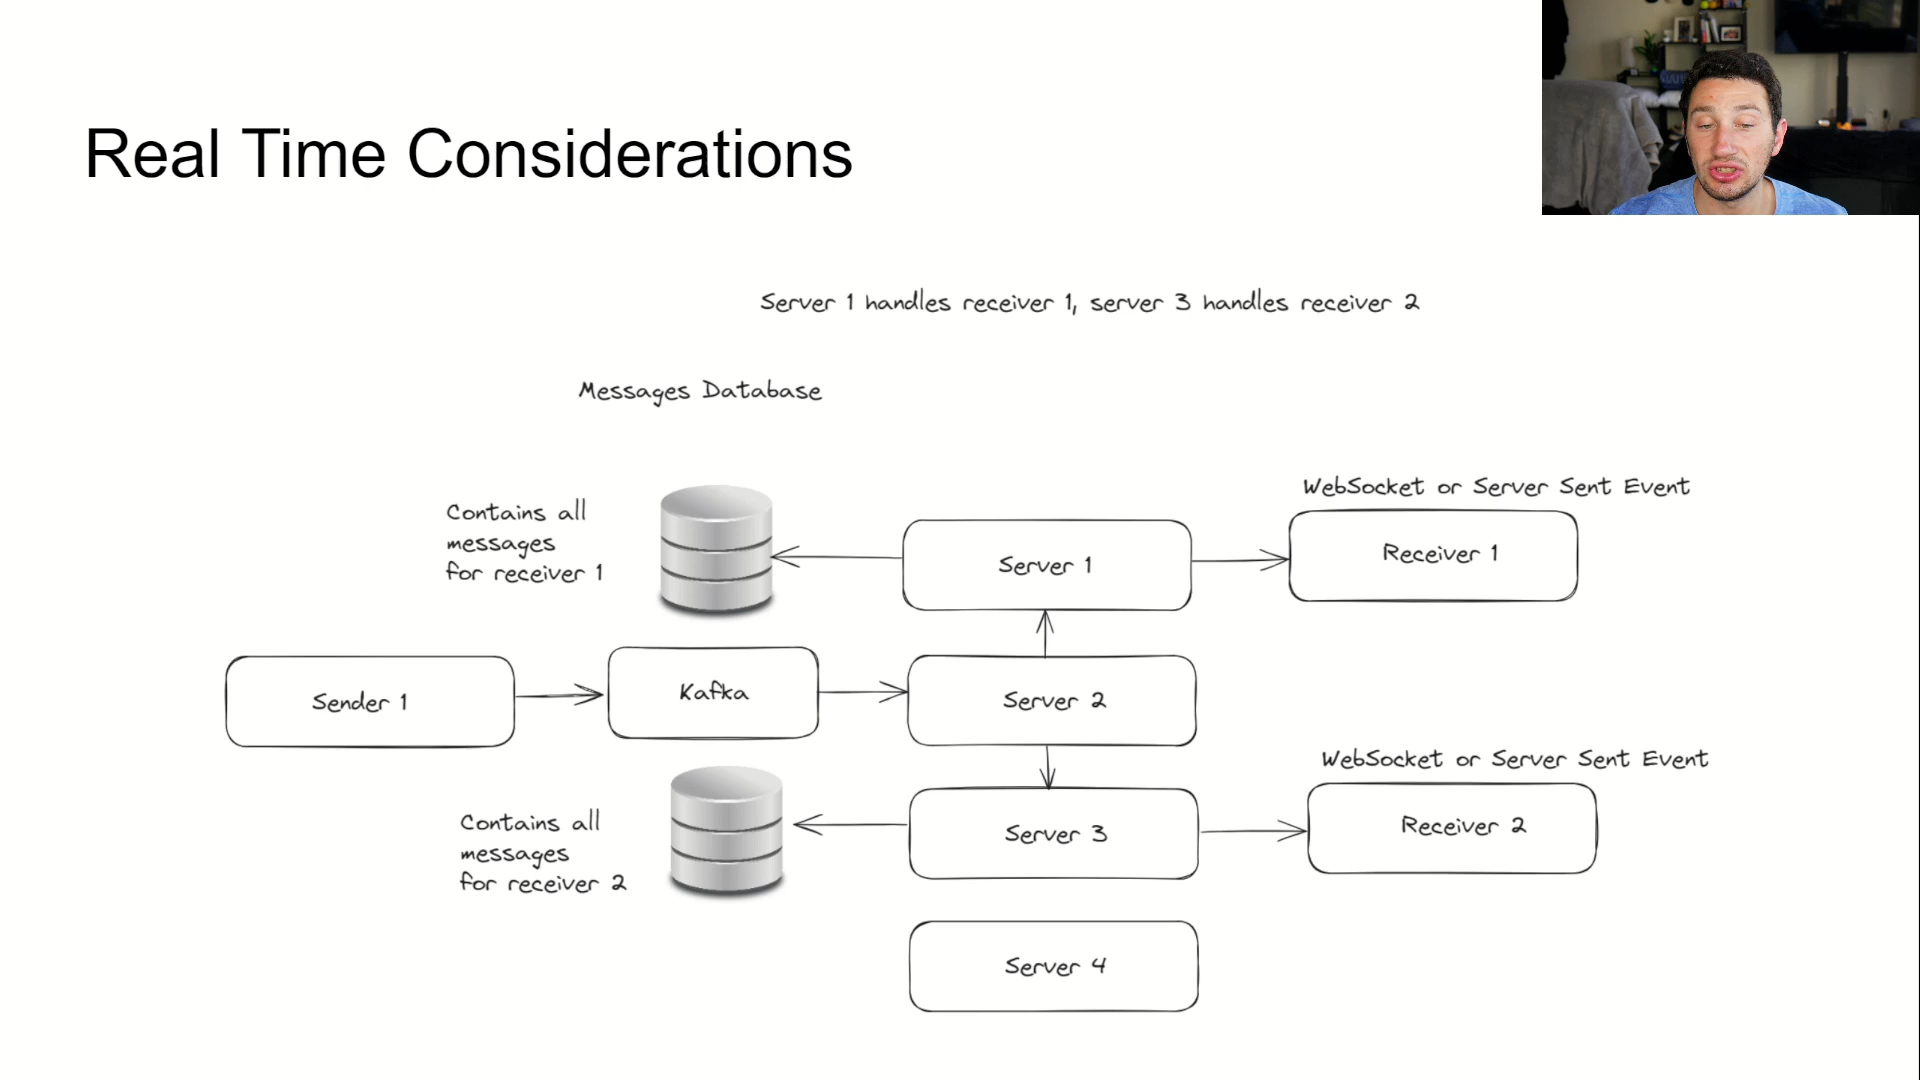 Real Time Considerations
Server 1 handles receiver 1, server 3 handles receiver 2
Messages Database
WebSocket or Server Sent Event
Contains all
messages
for receiver 1
Server 1
Receiver 1
Sender 1
Kafka
Server 2
WebSocket or Server Sent Event
Contains all
messages
for receiver 2
Server 3
Receiver 2
Server 4